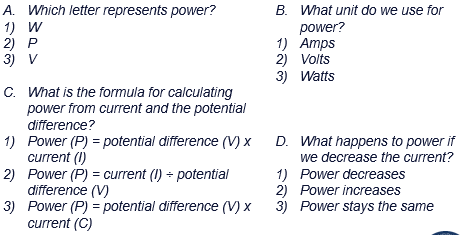 A. Which letter represents power?
1) W
2) P
3) V
B. What unit do we use for
power?
1) Amps
2) Volts
3) Watts
C. What is the formula for calculating
power from current and the potential
difference?
1) Power (P) = potential difference (V) x
current (I)
2) Power (P) = current (I) ÷ potential
difference (V)
3) Power (P) = potential difference (V) x
current (C)
D. What happens to power if
we decrease the current?
1) Power decreases
2) Power increases
3) Power stays the same